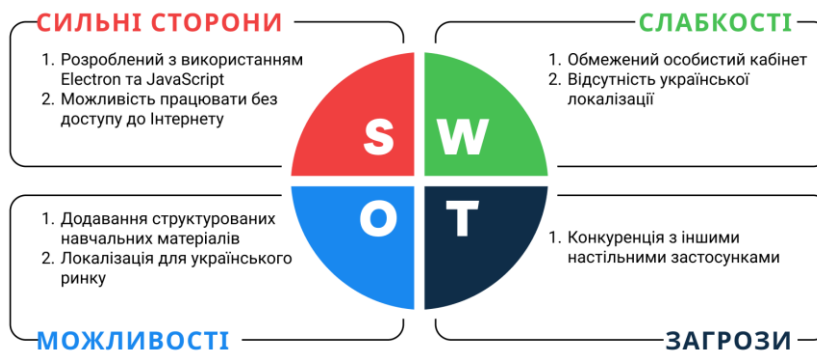 СИЛЬНІ СТОРОНИ
1. Розроблений з використанням
Electron та JavaScript
2. Можливість працювати без
доступу до Інтернету
СЛАБКОСТІ
1. Обмежений особистий кабінет
2. Відсутність української
локалізації
S
W
O
T
1. Додавання структурованих
навчальних матеріалів
2. Локалізація для українського
ринку
МОЖЛИВОСТІ
1. Конкуренція з іншими
настільними застосунками
ЗАГРОЗИ